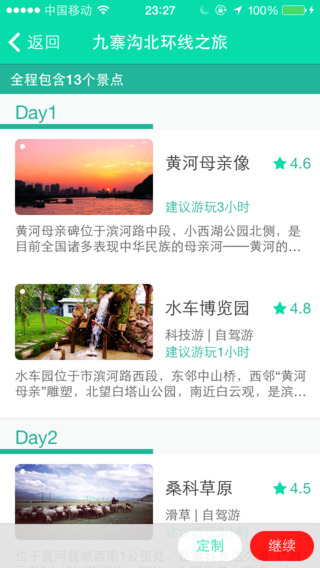 中国移动 23:27 100%
返回 九寨沟北环线之旅
全程包含13个景点
Day1
黄河母亲像 4.6
建议游玩3小时
黄河母亲碑位于滨河路中段，小西湖公园北侧，是
目前全国诸多表现中华民族的母亲河——黄河的...
水车博览园 4.8
科技游 | 自驾游
建议游玩1小时
水车园位于市滨河路西段，东邻中山桥，西邻“黄河
母亲”雕塑，北望白塔山公园，南近白云观，是滨...
Day2
桑科草原 4.5
滑草 | 自驾游
定制 继续